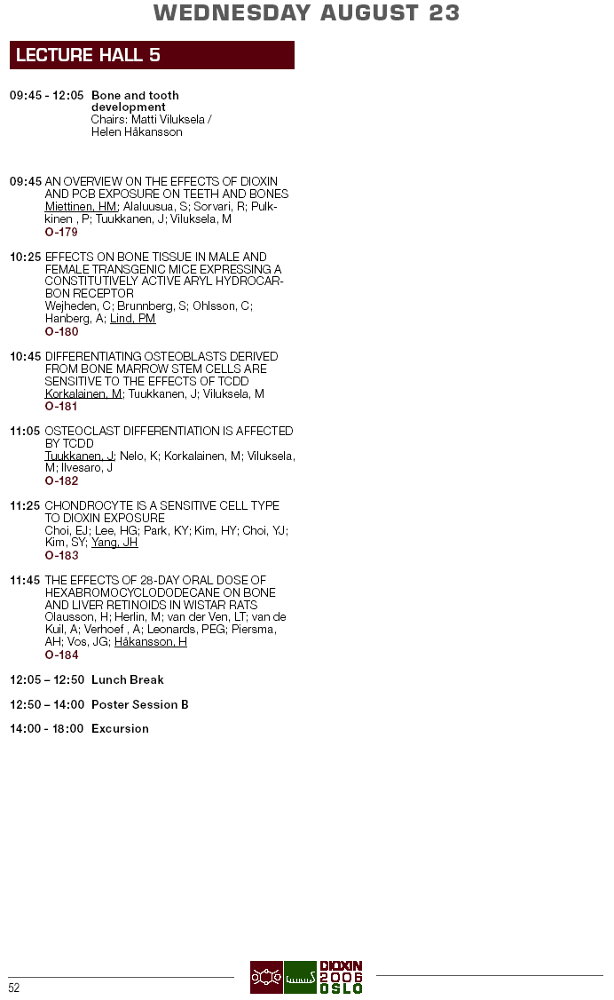 WEDNESDAY AUGUST 23
LECTURE HALL 5
09:45 - 12:05 Bone and tooth
development
Chairs: Matti Viluksela /
Helen Håkansson
09:45 AN OVERVIEW ON THE EFFECTS OF DIOXIN
AND PCB EXPOSURE ON TEETH AND BONES
Miettinen, HM; Alaluusua, S; Sorvari, R; Pulk-
kinen , P; Tuukkanen, J; Viluksela, M
O-179
10:25 EFFECTS ON BONE TISSUE IN MALE AND
FEMALE TRANSGENIC MICE EXPRESSING A
CONSTITUTIVELY ACTIVE ARYL HYDROCAR-
BON RECEPTOR
Wejheden, C; Brunnberg, S; Ohlsson, C;
Hanberg, A; Lind, PM
O-180
10:45 DIFFERENTIATING OSTEOBLASTS DERIVED
FROM BONE MARROW STEM CELLS ARE
SENSITIVE TO THE EFFECTS OF TCDD
Korkalainen, M; Tuukkanen, J; Viluksela, M
O-181
11:05 OSTEOCLAST DIFFERENTIATION IS AFFECTED
BY TCDD
Tuukkanen, J; Nelo, K; Korkalainen, M; Viluksela,
M; Ilvesaro, J
O-182
11:25 CHONDROCYTE IS A SENSITIVE CELL TYPE
TO DIOXIN EXPOSURE
Choi, EJ; Lee, HG; Park, KY; Kim, HY; Choi, YJ;
Kim, SY; Yang, JH
O-183
11:45 THE EFFECTS OF 28-DAY ORAL DOSE OF
HEXABROMOCYCLODODECANE ON BONE
AND LIVER RETINOIDS IN WISTAR RATS
Olausson, H; Herlin, M; van der Ven, LT; van de
Kuil, A; Verhoef , A; Leonards, PEG; Piersma,
AH; Vos, JG; Håkansson, H
O-184
12:05 – 12:50 Lunch Break
12:50 – 14:00 Poster Session B
14:00 - 18:00 Excursion
52
DIOXIN
2006
OSLO